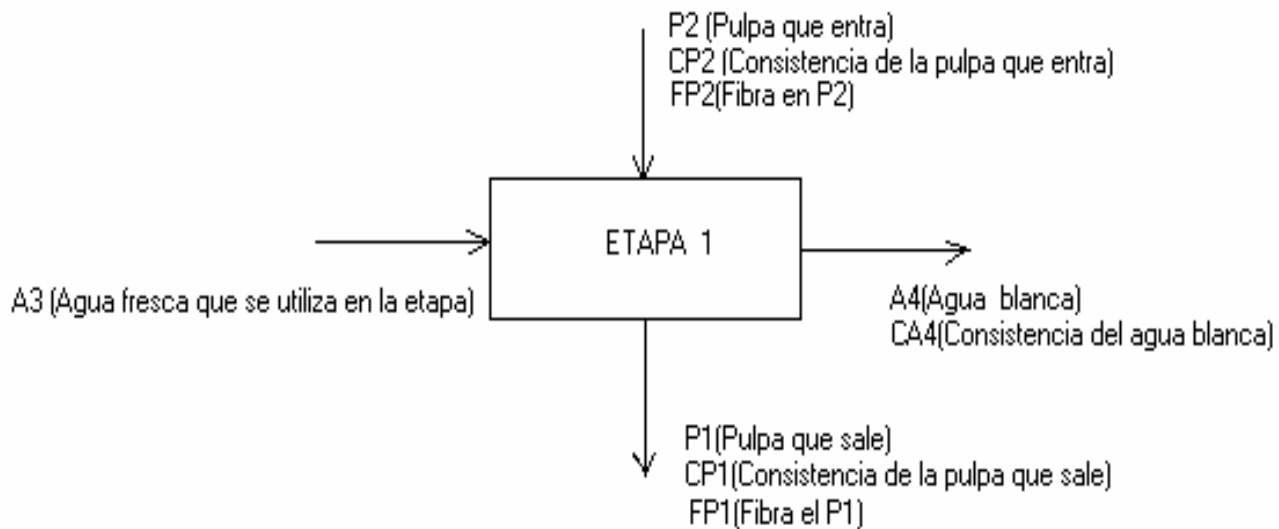 P2 (Pulpa que entra)
CP2 (Consistencia de la pulpa que entra)
FP2(Fibra en P2)
ETAPA 1
A3 (Agua fresca que se utiliza en la etapa)
A4(Agua blanca)
CA4(Consistencia del agua blanca)
P1(Pulpa que sale)
CP1(Consistencia de la pulpa que sale)
FP1(Fibra el P1)